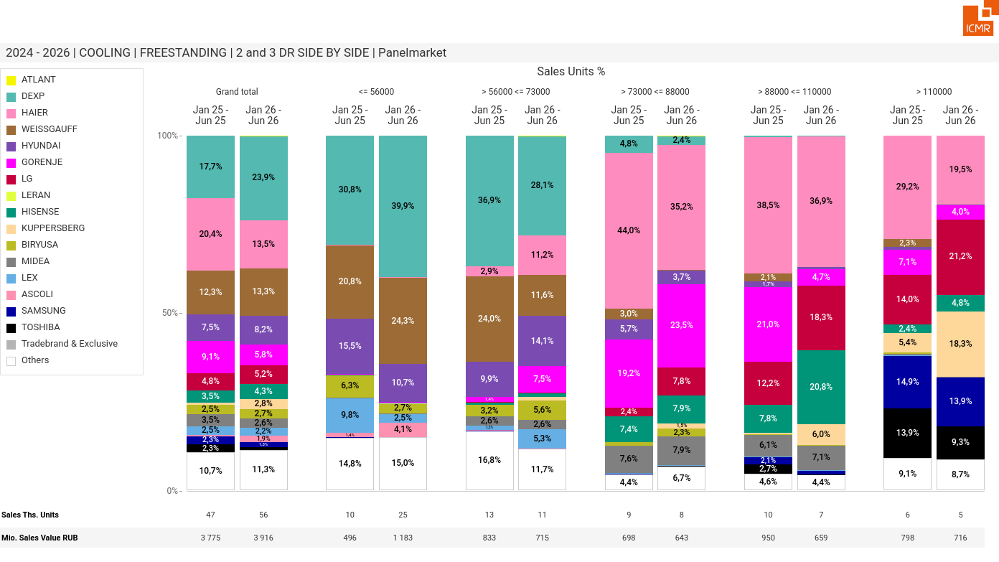 ICMR
2024 - 2026 | COOLING | FREESTANDING | 2 and 3 DR SIDE BY SIDE | Panelmarket
Sales Units %
ATLANT
DEXP
HAIER
WEISSGAUFF
HYUNDAI
GORENJE
LG
LERAN
HISENSE
KUPPERSBERG
BIRYUSA
MIDEA
LEX
ASCOLI
SAMSUNG
TOSHIBA
Tradebrand & Exclusive
Others
100%
50%
0%
Grand total
Jan 25 -
Jun 25
17,7%
20,4%
12,3%
7,5%
9,1%
4,8%
3,5%
2,5%
3,5%
2,5%
2,3%
2,3%
10,7%
Jan 26 -
Jun 26
23,9%
13,5%
13,3%
8,2%
5,8%
5,2%
4,3%
2,8%
2,7%
2,6%
2,2%
1,9%
1,3%
11,3%
<= 56000
Jan 25 -
Jun 25
30,8%
20,8%
15,5%
6,3%
9,8%
1,4%
14,8%
Jan 26 -
Jun 26
39,9%
24,3%
10,7%
2,7%
2,5%
4,1%
15,0%
> 56000 <= 73000
Jan 25 -
Jun 25
36,9%
2,9%
24,0%
9,9%
1,4%
3,2%
2,6%
1,2%
16,8%
Jan 26 -
Jun 26
28,1%
11,2%
11,6%
14,1%
7,5%
5,6%
2,6%
5,3%
11,7%
> 73000 <= 88000
Jan 25 -
Jun 25
4,8%
44,0%
3,0%
5,7%
19,2%
2,4%
7,4%
7,6%
4,4%
Jan 26 -
Jun 26
2,4%
35,2%
3,7%
23,5%
7,8%
7,9%
1,5%
2,3%
7,9%
6,7%
> 88000 <= 110000
Jan 25 -
Jun 25
38,5%
2,1%
1,7%
21,0%
12,2%
7,8%
6,1%
2,1%
2,7%
4,6%
Jan 26 -
Jun 26
36,9%
4,7%
18,3%
20,8%
6,0%
7,1%
4,4%
> 110000
Jan 25 -
Jun 25
29,2%
2,3%
7,1%
14,0%
2,4%
5,4%
14,9%
13,9%
9,1%
Jan 26 -
Jun 26
19,5%
4,0%
21,2%
4,8%
18,3%
13,9%
9,3%
8,7%
Sales Ths. Units 47 56 10 25 13 11 9 8 10 7 6 5
Mio. Sales Value RUB 3 775 3 916 496 1 183 833 715 698 643 950 659 798 716